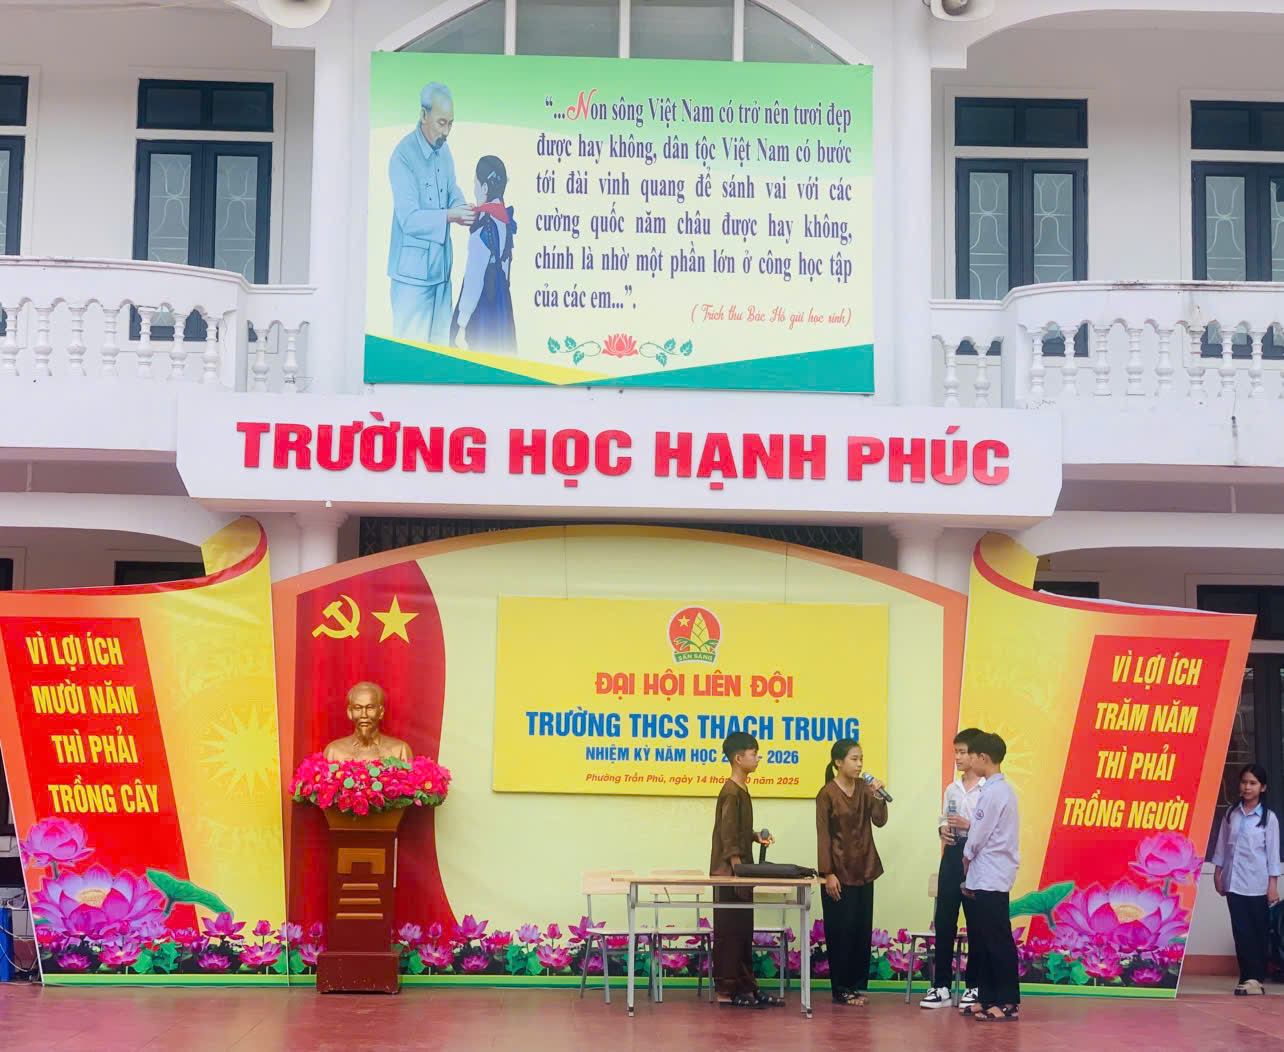 “...Non sông Việt Nam có trở nên tươi đẹp
được hay không, dân tộc Việt Nam có bước
tới đài vinh quang để sánh vai với các
cường quốc năm châu được hay không,
chính là nhờ một phần lớn ở công học tập
của các em...”.
( Trích thư Bác Hồ gửi học sinh)
TRƯỜNG HỌC HẠNH PHÚC
VÌ LỢI ÍCH
MƯỜI NĂM
THÌ PHẢI
TRỒNG CÂY
SẴN SÀNG
ĐẠI HỘI LIÊN ĐỘI
TRƯỜNG THCS THẠCH TRUNG
NHIỆM KỲ NĂM HỌC - 2026
Phường Trần Phú, ngày 14 năm 2025
VÌ LỢI ÍCH
TRĂM NĂM
THÌ PHẢI
TRỒNG NGƯỜI